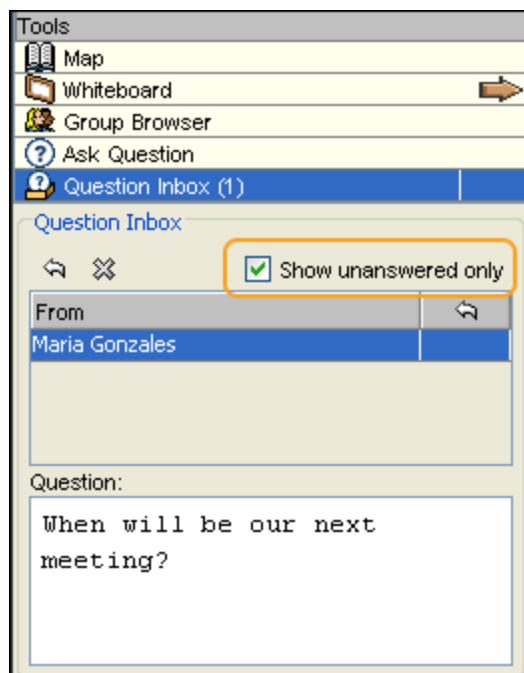 Tools
Map
Whiteboard
Group Browser
Ask Question
Question Inbox (1)
Question Inbox
Show unanswered only
From
Maria Gonzales
Question:
When will be our next
meeting?